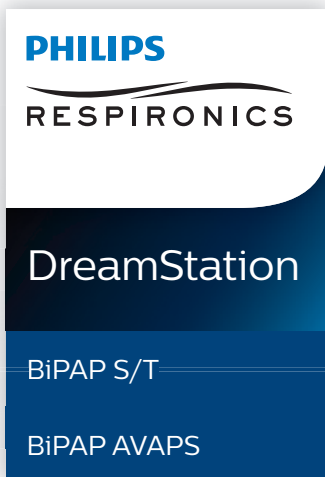 PHILIPS
RESPIRONICS
DreamStation
BiPAP S/T
BiPAP AVAPS